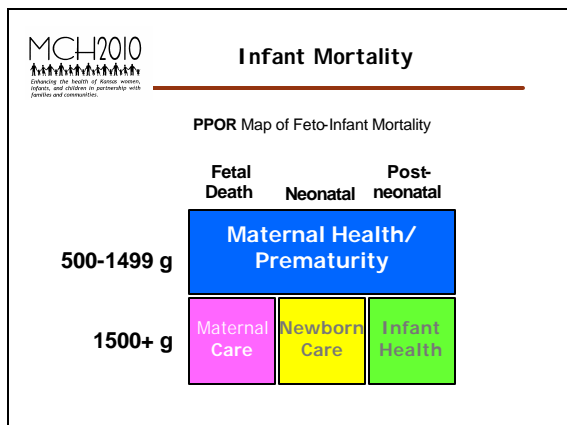 MCH2010
Enhancing the health of Kansas women,
infants, and children in partnership with
families and communities.
Infant Mortality
PPOR Map of Feto-Infant Mortality
Fetal
Death
Neonatal
Post-
neonatal
500-1499 g
Maternal Health/
Prematurity
1500+ g
Maternal
Care
Newborn
Care
Infant
Health